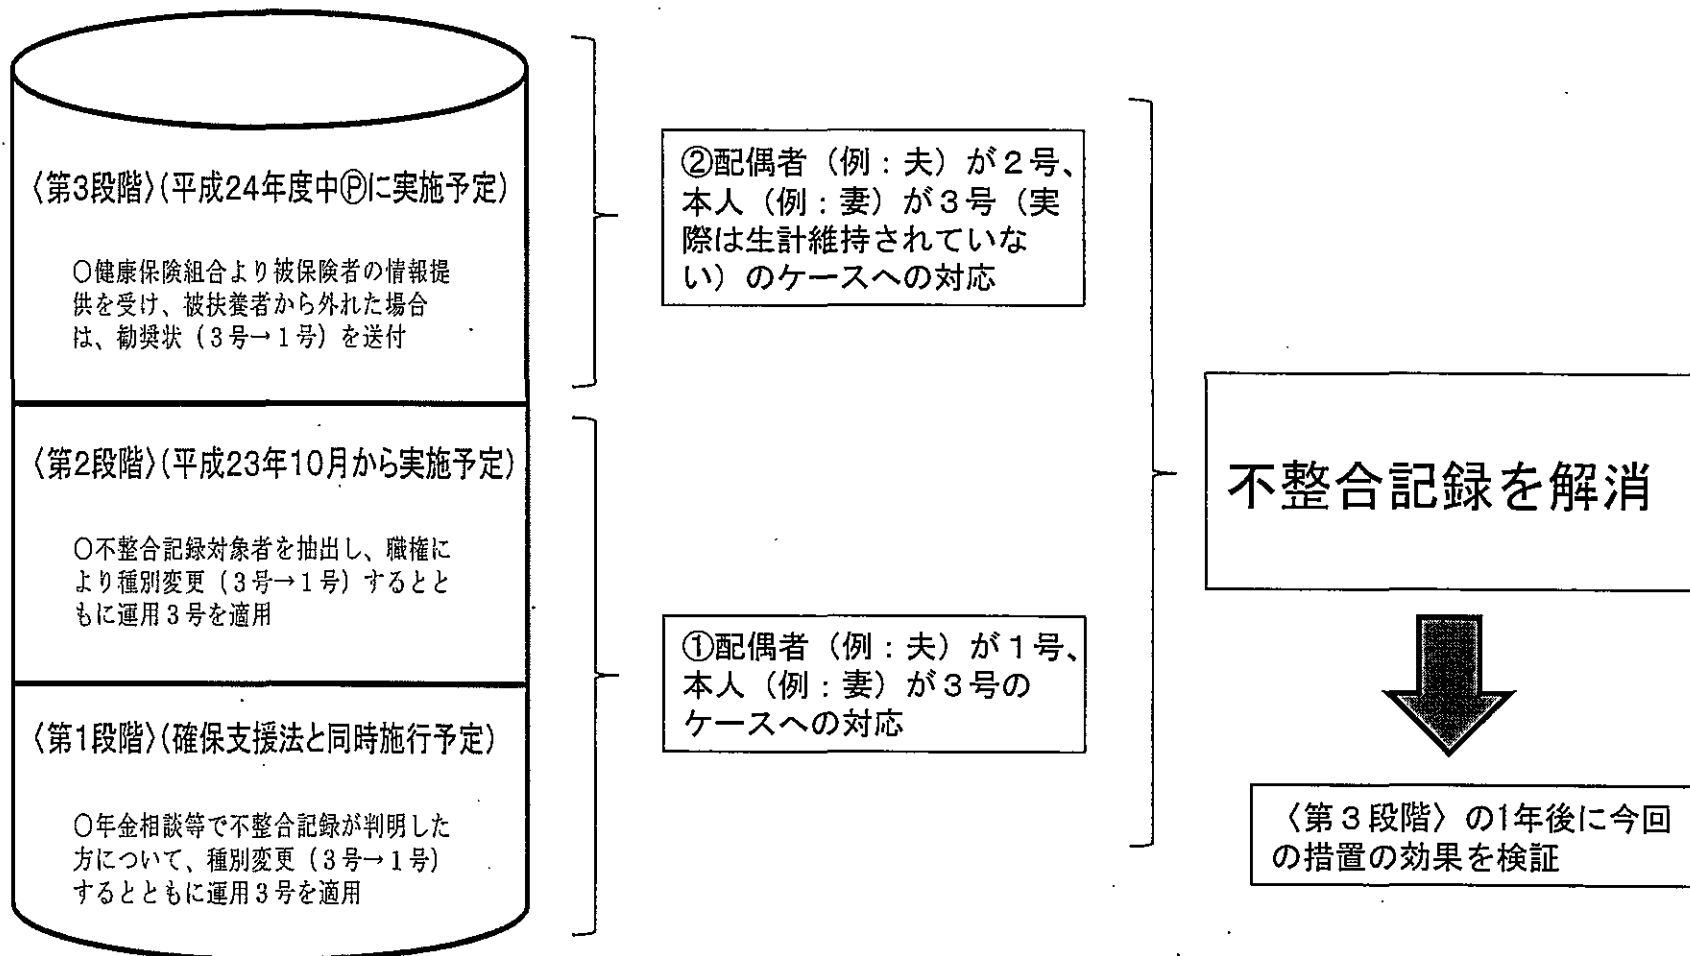 〈第3段階〉(平成24年度中Ⓟに実施予定)
〇健康保険組合より被保険者の情報提
供を受け、被扶養者から外れた場合
は、勧奨状（３号→１号）を送付
〈第2段階〉(平成23年10月から実施予定)
〇不整合記録対象者を抽出し、職権に
より種別変更（３号→１号）するとと
もに運用３号を適用
〈第1段階〉(確保支援法と同時施行予定)
〇年金相談等で不整合記録が判明した
方について、種別変更（３号→１号）
するとともに運用３号を適用
②配偶者（例：夫）が２号、
本人（例：妻）が３号（実
際は生計維持されていな
い）のケースへの対応
①配偶者（例：夫）が１号、
本人（例：妻）が３号の
ケースへの対応
不整合記録を解消
〈第３段階〉の1年後に今回
の措置の効果を検証